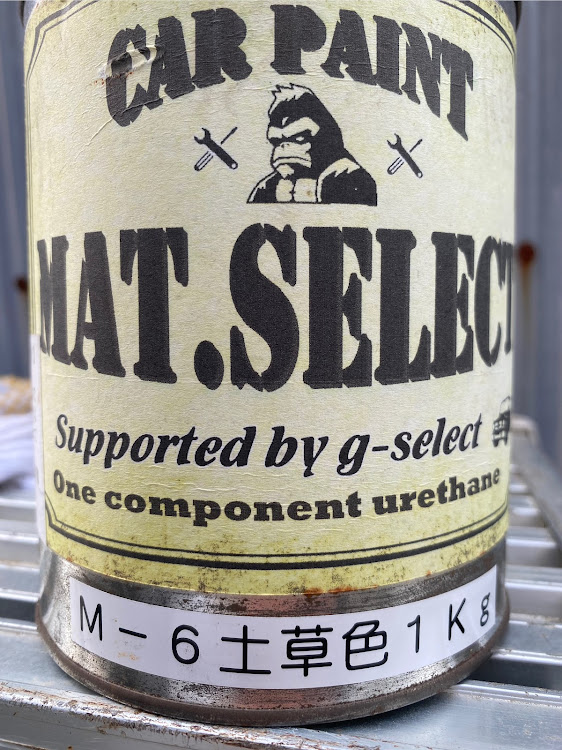 CAR PAINT
MAT.SELECT
Supported by g-select
One component urethane
M－6土草色1Kg